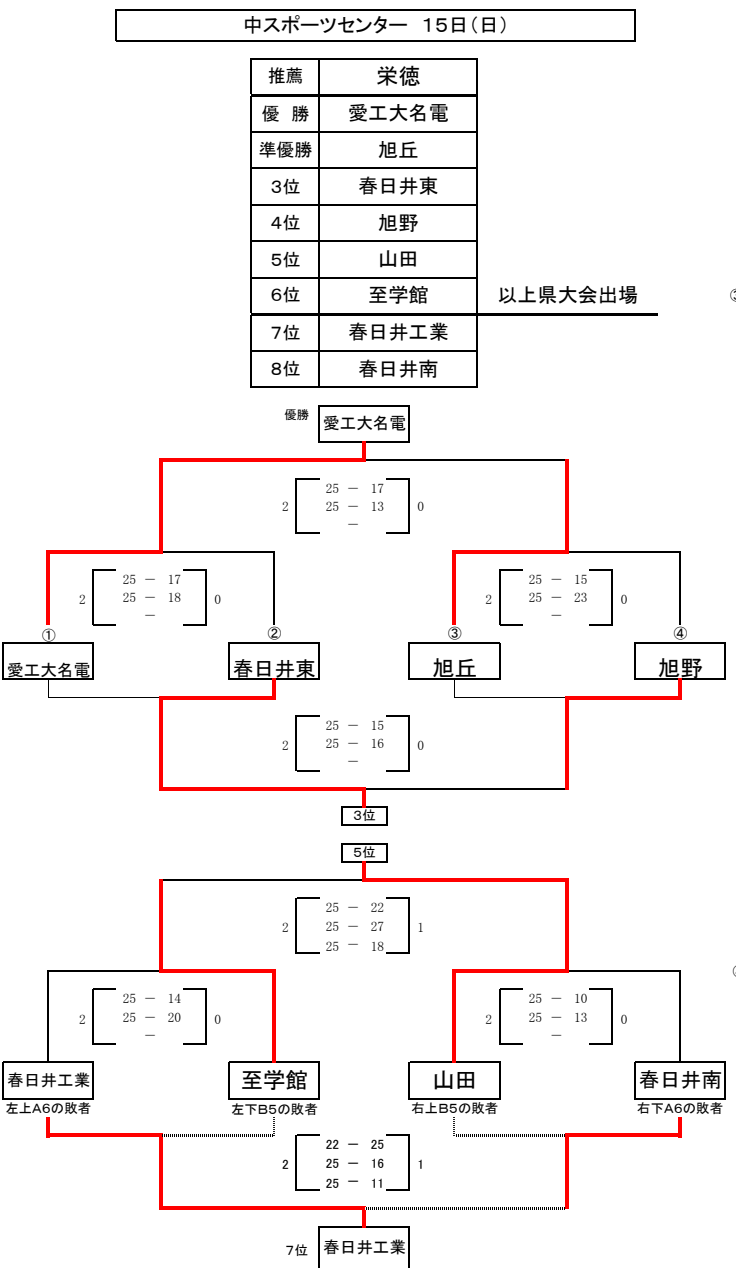 中スポーツセンター 15日(日)
推薦 栄徳
優 勝 愛工大名電
準優勝 旭丘
3位 春日井東
4位 旭野
5位 山田
6位 至学館 以上県大会出場
7位 春日井工業
8位 春日井南
優勝 愛工大名電
25 － 17
2 25 － 13 0
－
25 － 17
2 25 － 18 0
－
25 － 15
2 25 － 23 0
－
① ② ③ ④
愛工大名電 春日井東 旭丘 旭野
25 － 15
2 25 － 16 0
－
3位
5位
25 － 22
2 25 － 27 1
25 － 18
25 － 14
2 25 － 20 0
－
25 － 10
2 25 － 13 0
－
春日井工業 至学館 山田 春日井南
左上A6の敗者 左下B5の敗者 右上B5の敗者 右下A6の敗者
22 － 25
2 25 － 16 1
25 － 11
7位 春日井工業